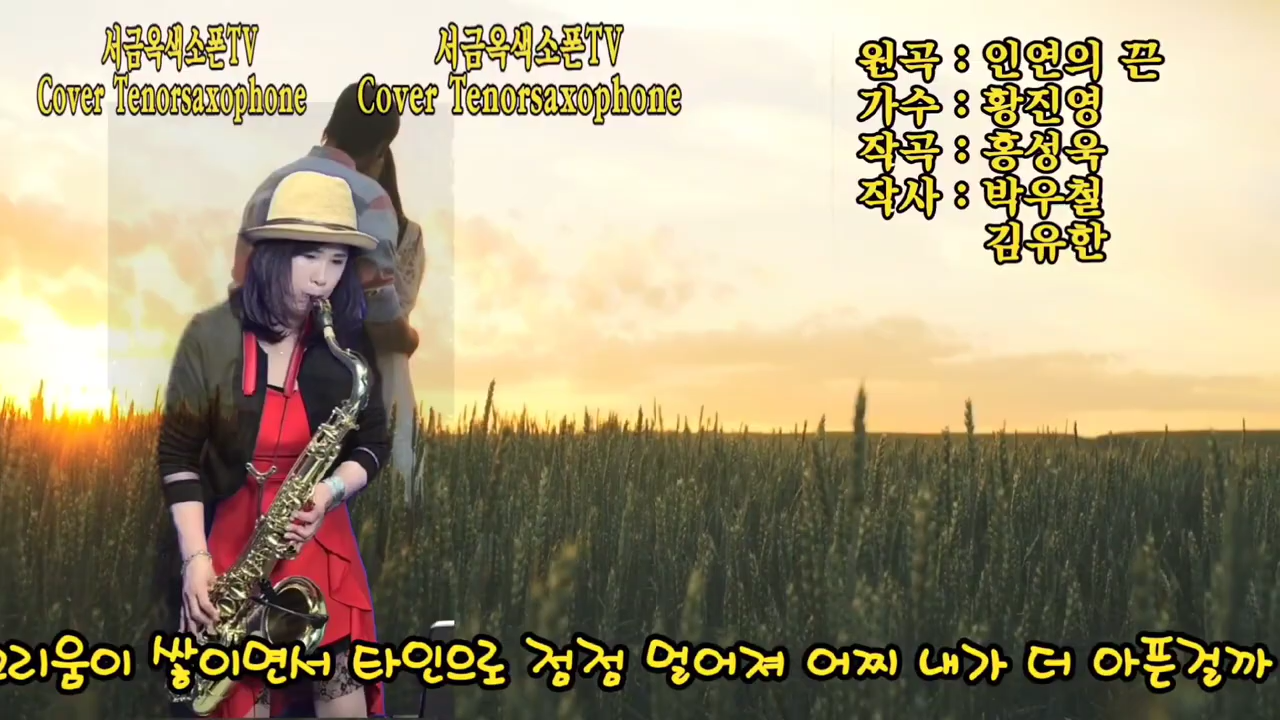 서금옥색소폰TV
Cover Tenorsaxophone
서금옥색소폰TV
Cover Tenorsaxophone
원곡 : 인연의 끈
가수 : 황진영
작곡 : 홍성욱
작사 : 박우철
김유한
쌓이면서 타인으로 점점 멀어져 어찌 내가 더 아픈걸까